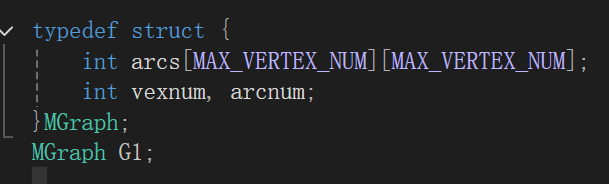 typedef struct {
    int arcs[MAX_VERTEX_NUM][MAX_VERTEX_NUM];
    int vexnum, arcnum;
}MGraph;
MGraph G1;